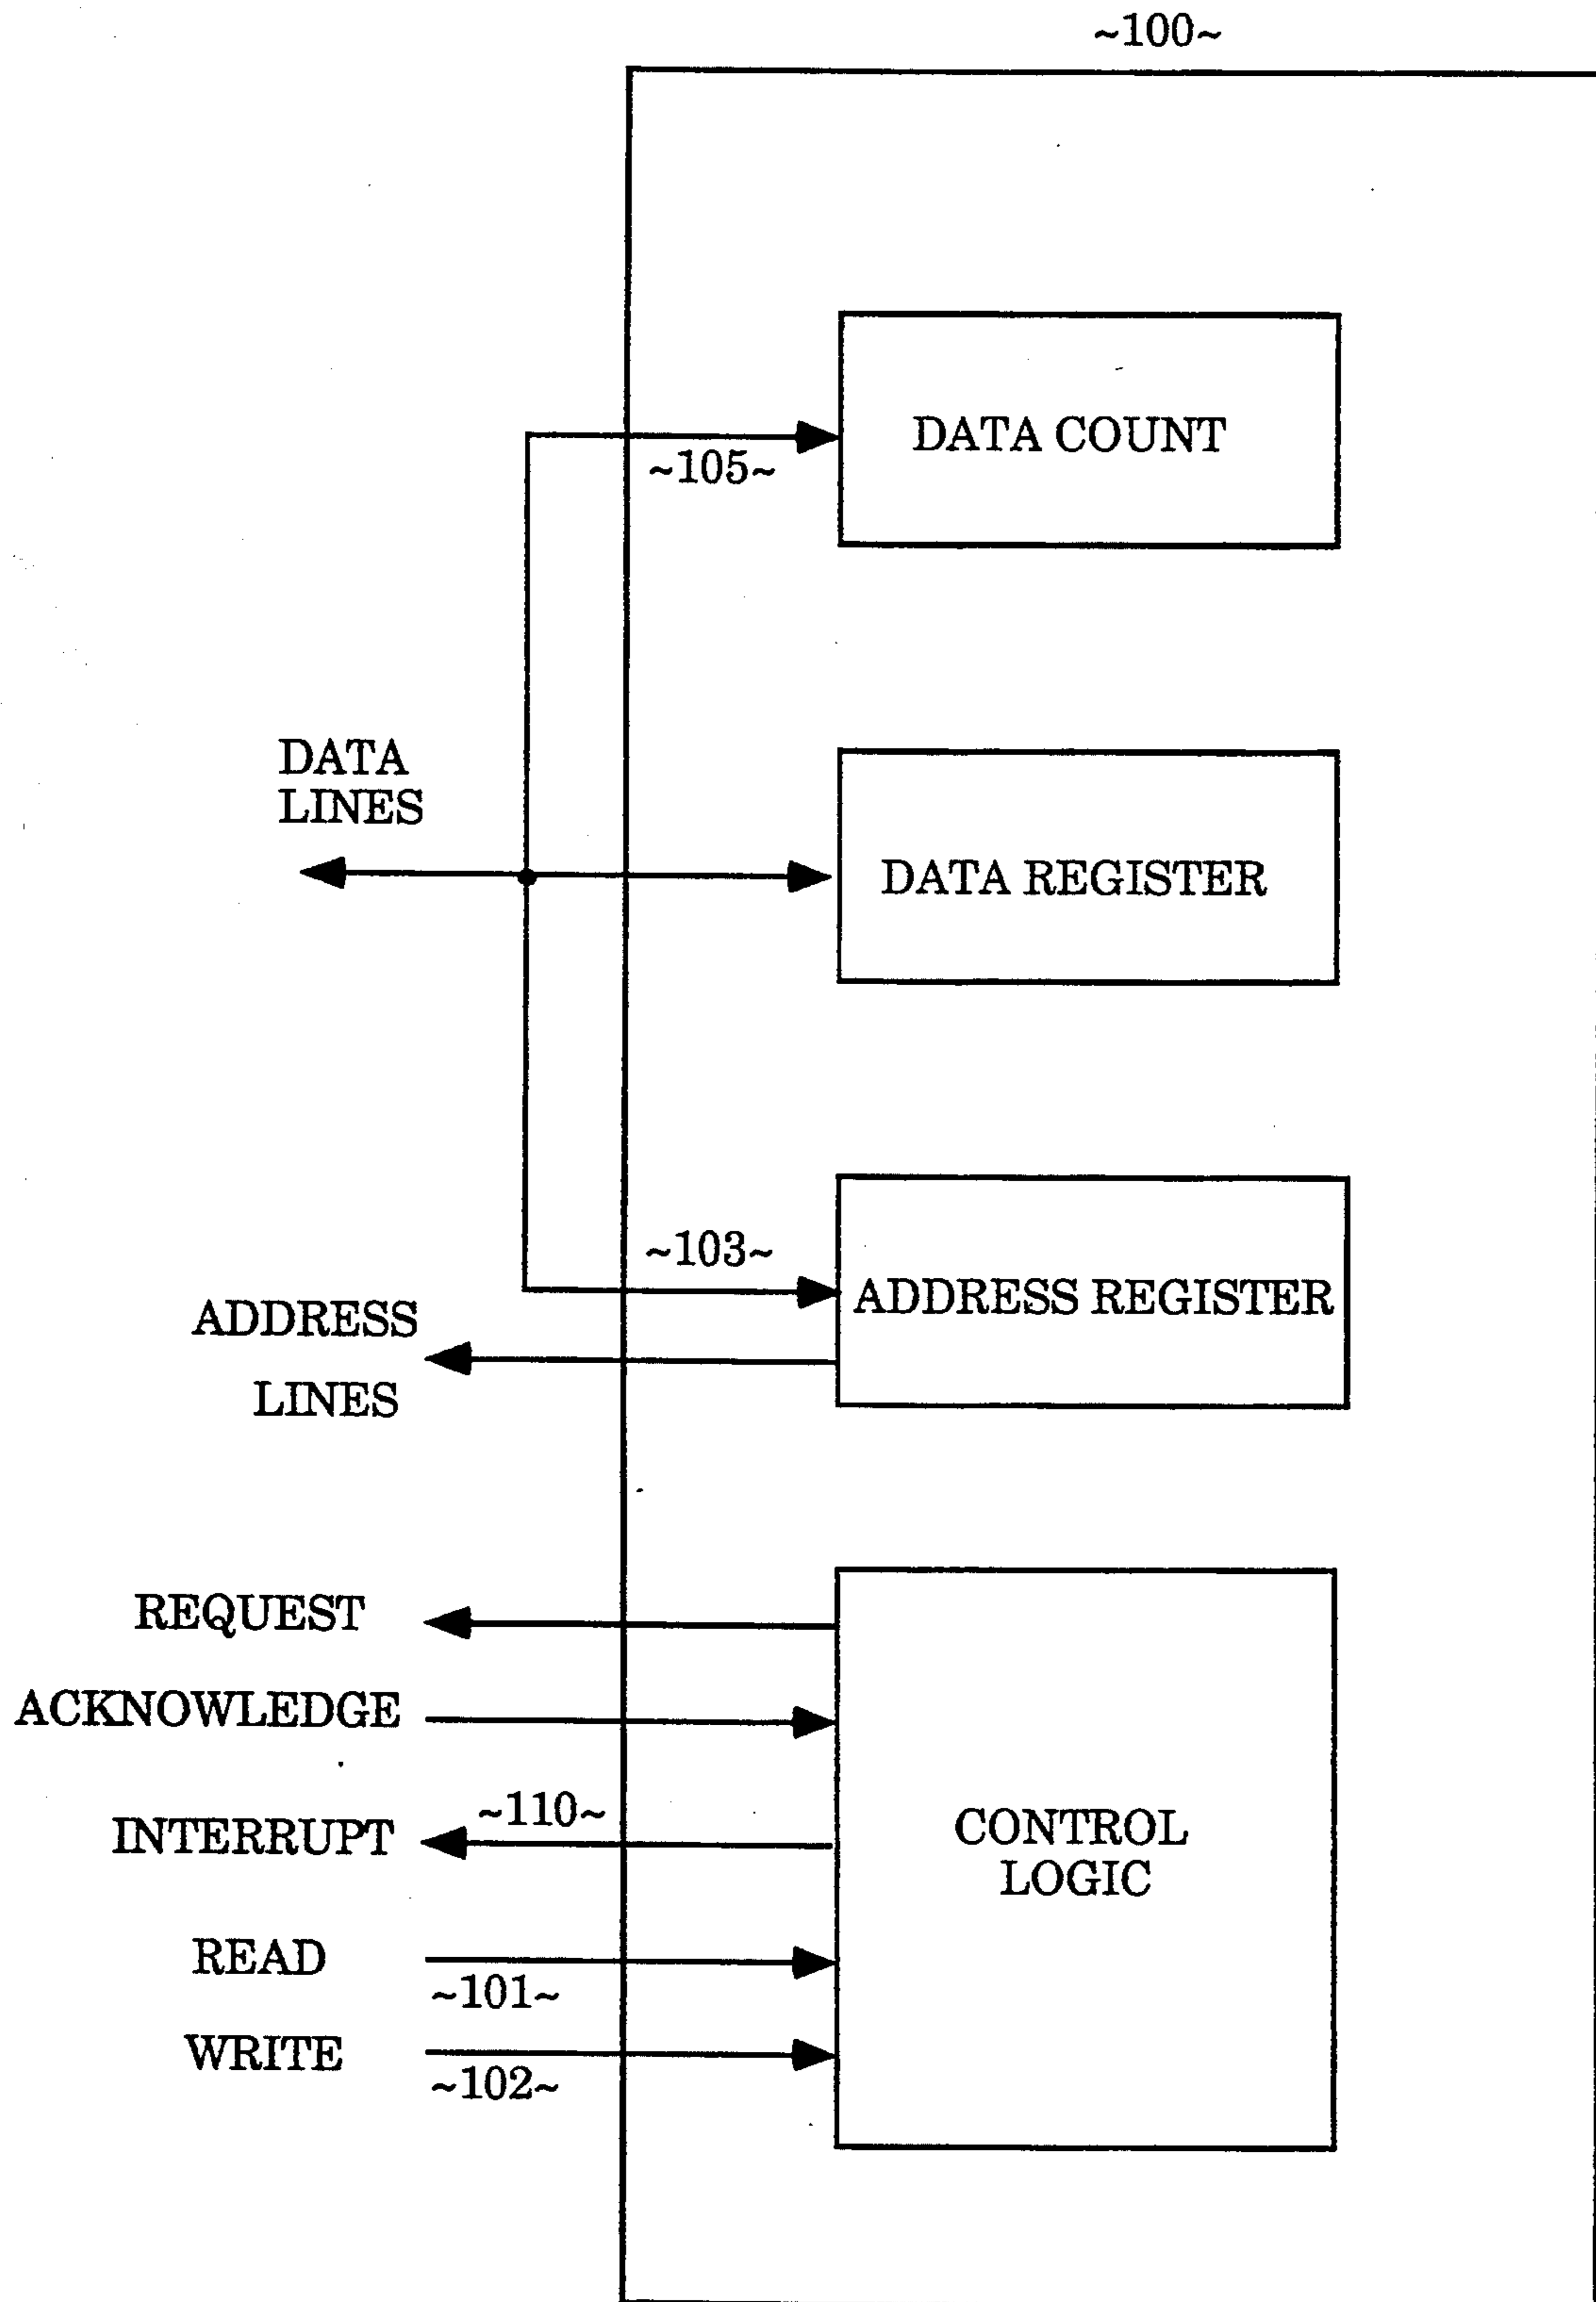 ~100~
DATA COUNT
~105~
DATA
LINES
DATA REGISTER
~103~
ADDRESS REGISTER
ADDRESS
LINES
REQUEST
ACKNOWLEDGE
~110~
INTERRUPT
CONTROL
LOGIC
READ
~101~
WRITE
~102~